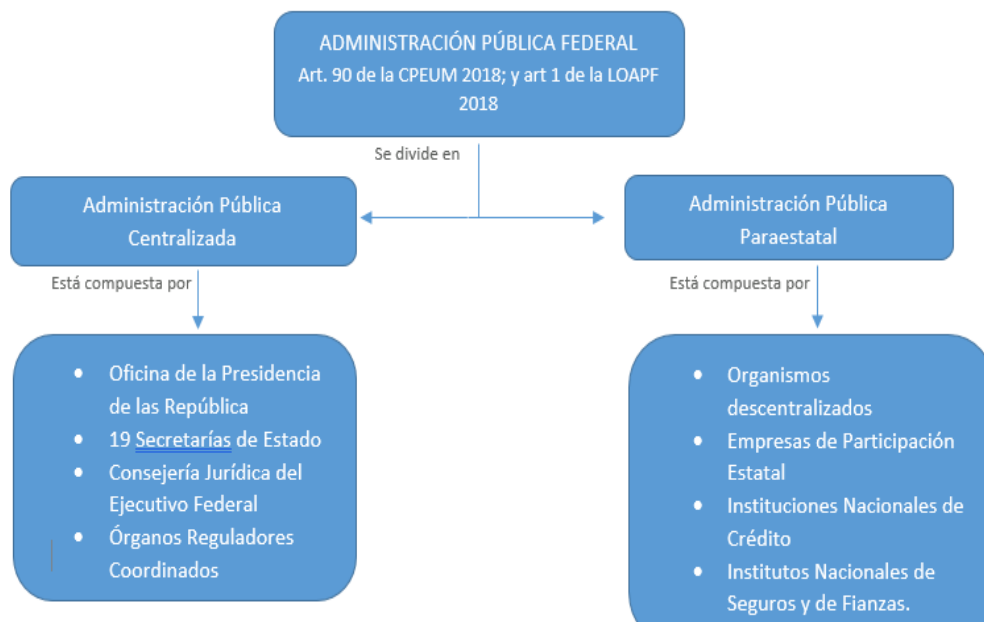 ADMINISTRACIÓN PÚBLICA FEDERAL
Art. 90 de la CPEUM 2018; y art 1 de la LOAPF
2018
Se divide en
Administración Pública
Centralizada
Administración Pública
Paraestatal
Está compuesta por
Está compuesta por
• Oficina de la Presidencia
de las República
• 19 Secretarías de Estado
• Consejería Jurídica del
Ejecutivo Federal
• Órganos Reguladores
Coordinados
• Organismos
descentralizados
• Empresas de Participación
Estatal
• Instituciones Nacionales de
Crédito
• Institutos Nacionales de
Seguros y de Fianzas.